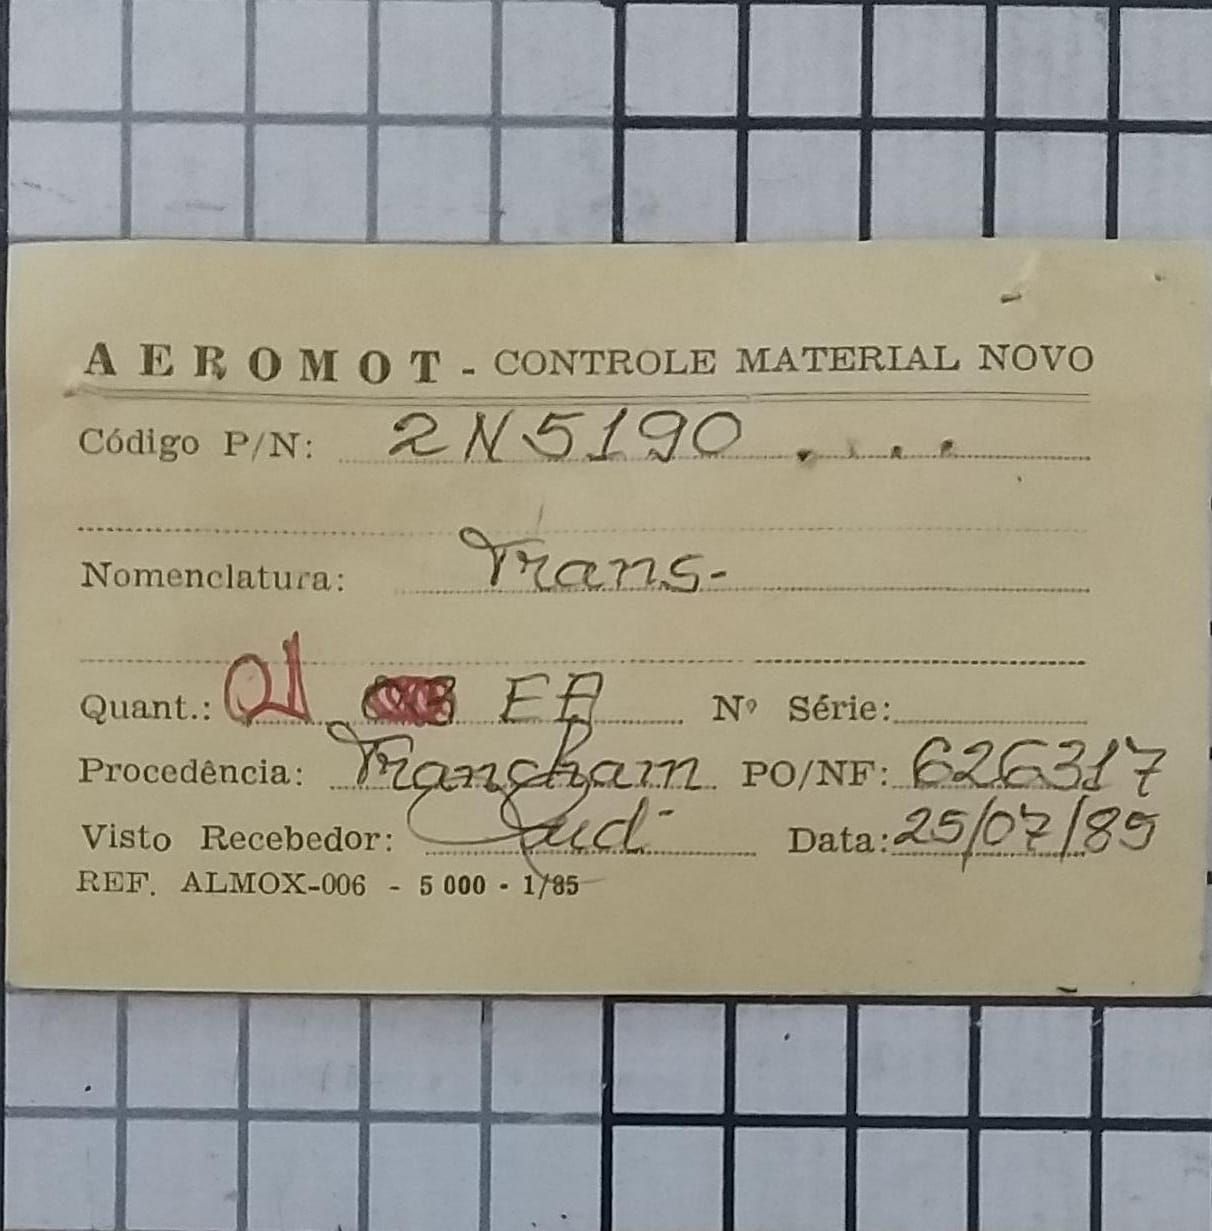 AEROMOT - CONTROLE MATERIAL NOVO
Código P/N: 2N5190
Nomenclatura: Trans-
Quant.: 01 EA Nº Série:
Procedência: Trancham PO/NF: 626317
Visto Recebedor: Data: 25/07/89
REF. ALMOX-006 - 5 000 - 1/85